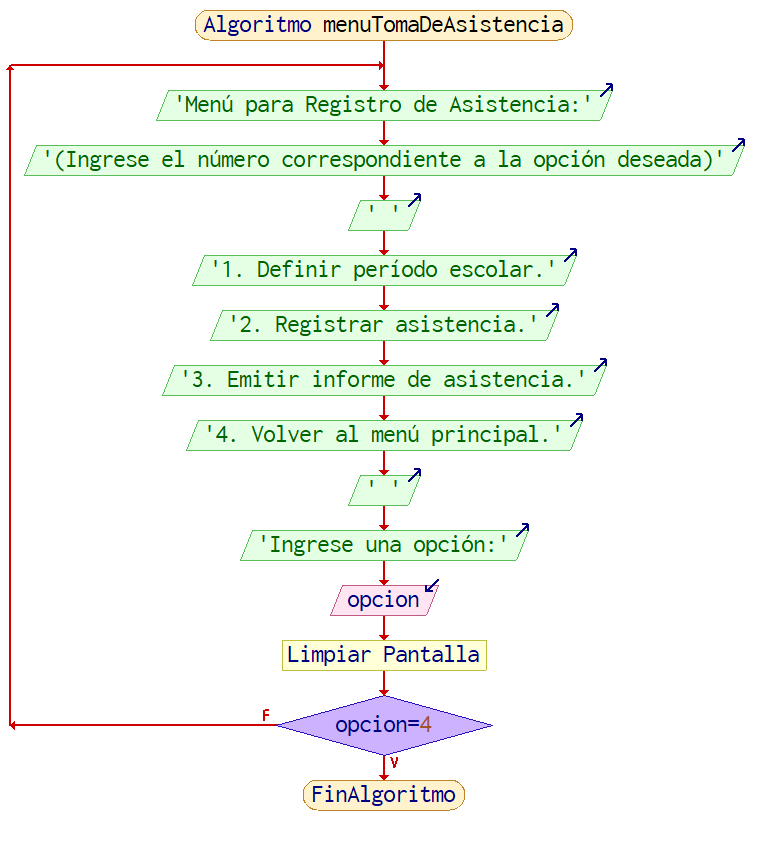 Algoritmo menuTomaDeAsistencia
'Menú para Registro de Asistencia:'
'(Ingrese el número correspondiente a la opción deseada)'
' '
'1. Definir período escolar.'
'2. Registrar asistencia.'
'3. Emitir informe de asistencia.'
'4. Volver al menú principal.'
' '
'Ingrese una opción:'
opcion
Limpiar Pantalla
F
opcion=4
V
FinAlgoritmo